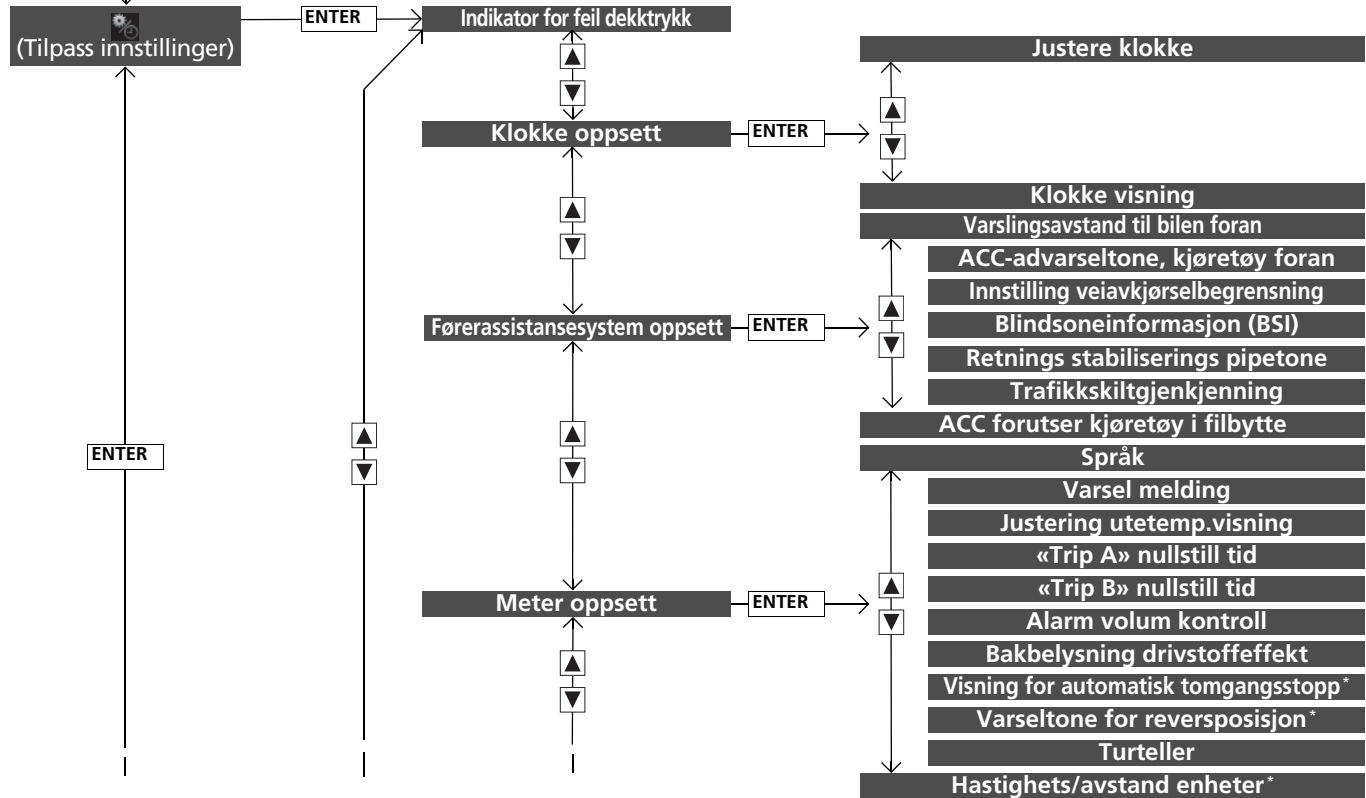 (Tilpass innstillinger)
ENTER
Indikator for feil dekktrykk
Justere klokke
Klokke oppsett
ENTER
Klokke visning
Varslingsavstand til bilen foran
ACC-advarseltone, kjøretøy foran
Innstilling veiavkjørselbegrensning
Førerassistansesystem oppsett
ENTER
Blindsoneinformasjon (BSI)
Retnings stabiliserings pipetone
Trafikkskiltgjenkjenning
ACC forutser kjøretøy i filbytte
ENTER
Språk
Varsel melding
Justering utetemp.visning
«Trip A» nullstill tid
«Trip B» nullstill tid
Meter oppsett
ENTER
Alarm volum kontroll
Bakbelysning drivstoffeffekt
Visning for automatisk tomgangsstopp*
Varseltone for reversposisjon*
Turteller
Hastighets/avstand enheter*